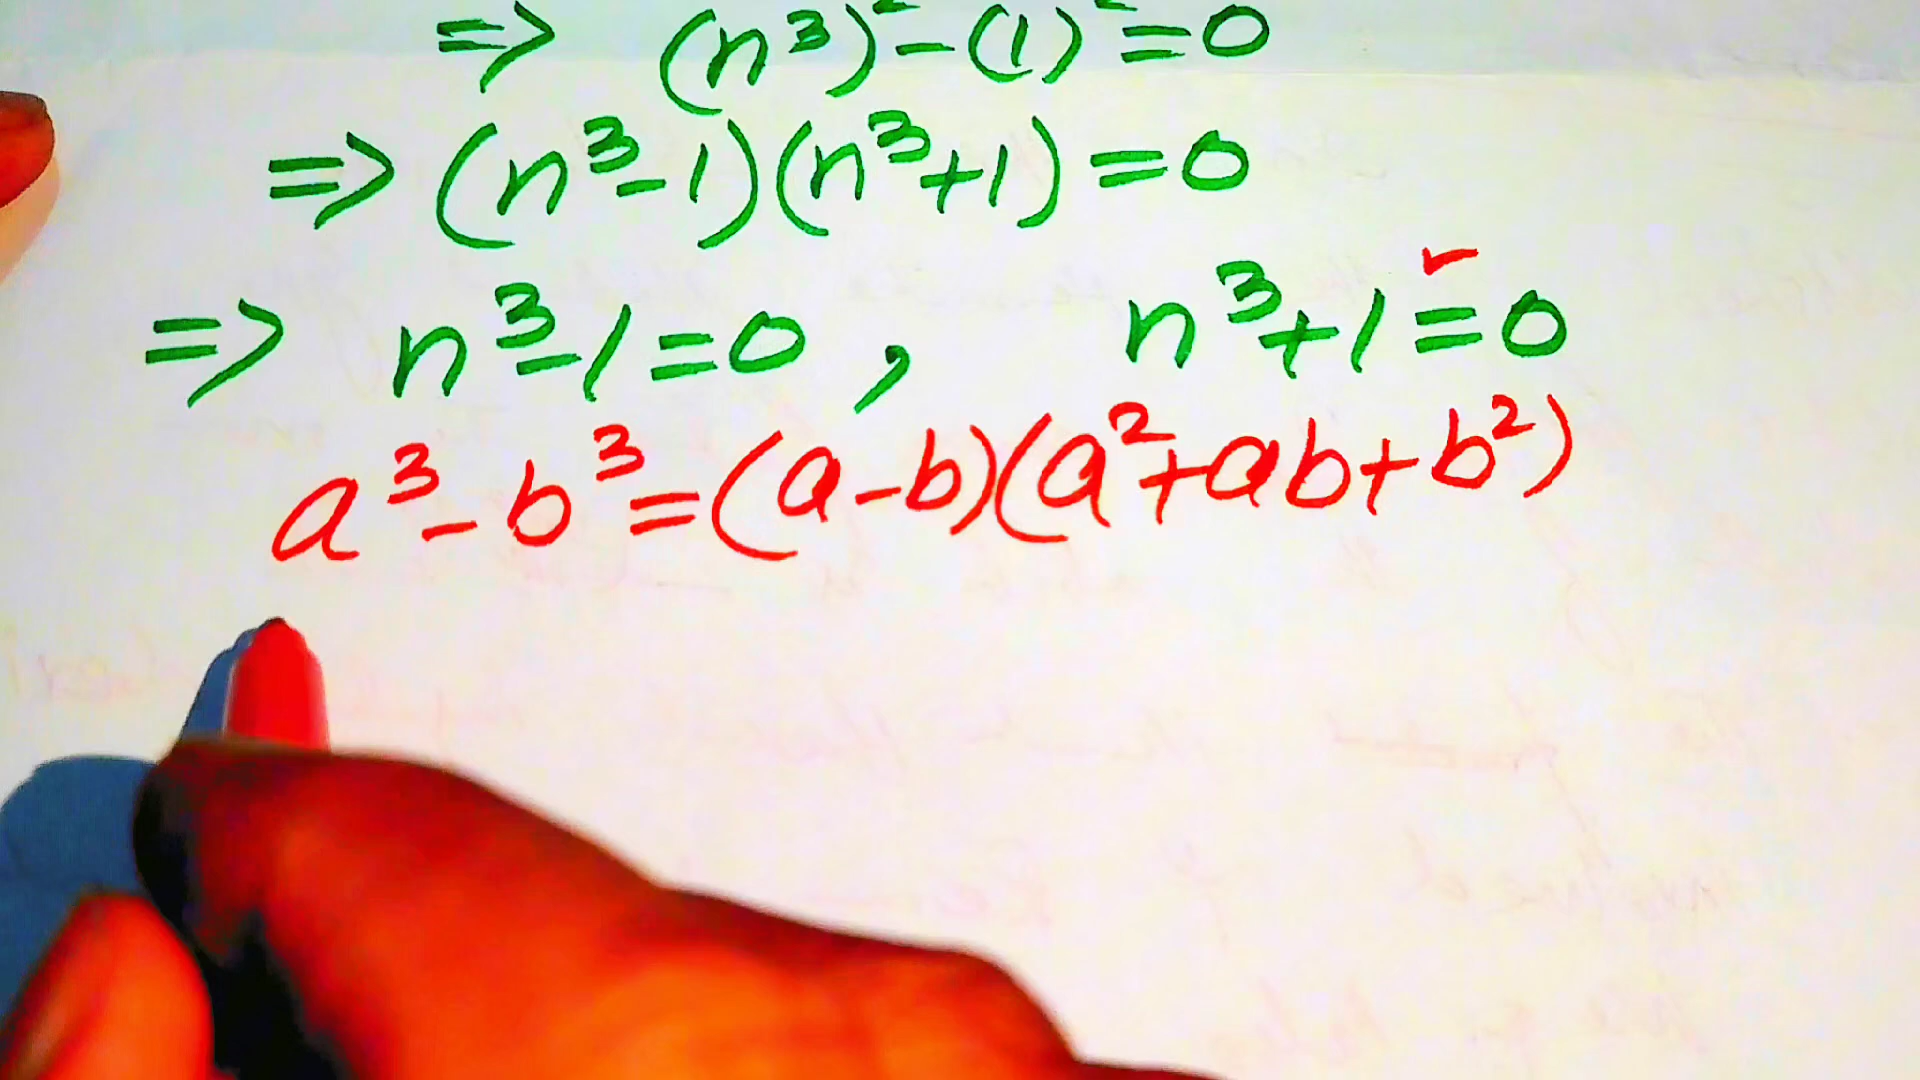 => (n³)²-(1)²=0
=> (n³-1)(n³+1)=0
=> n³-1=0, n³+1=0
a³-b³=(a-b)(a²+ab+b²)